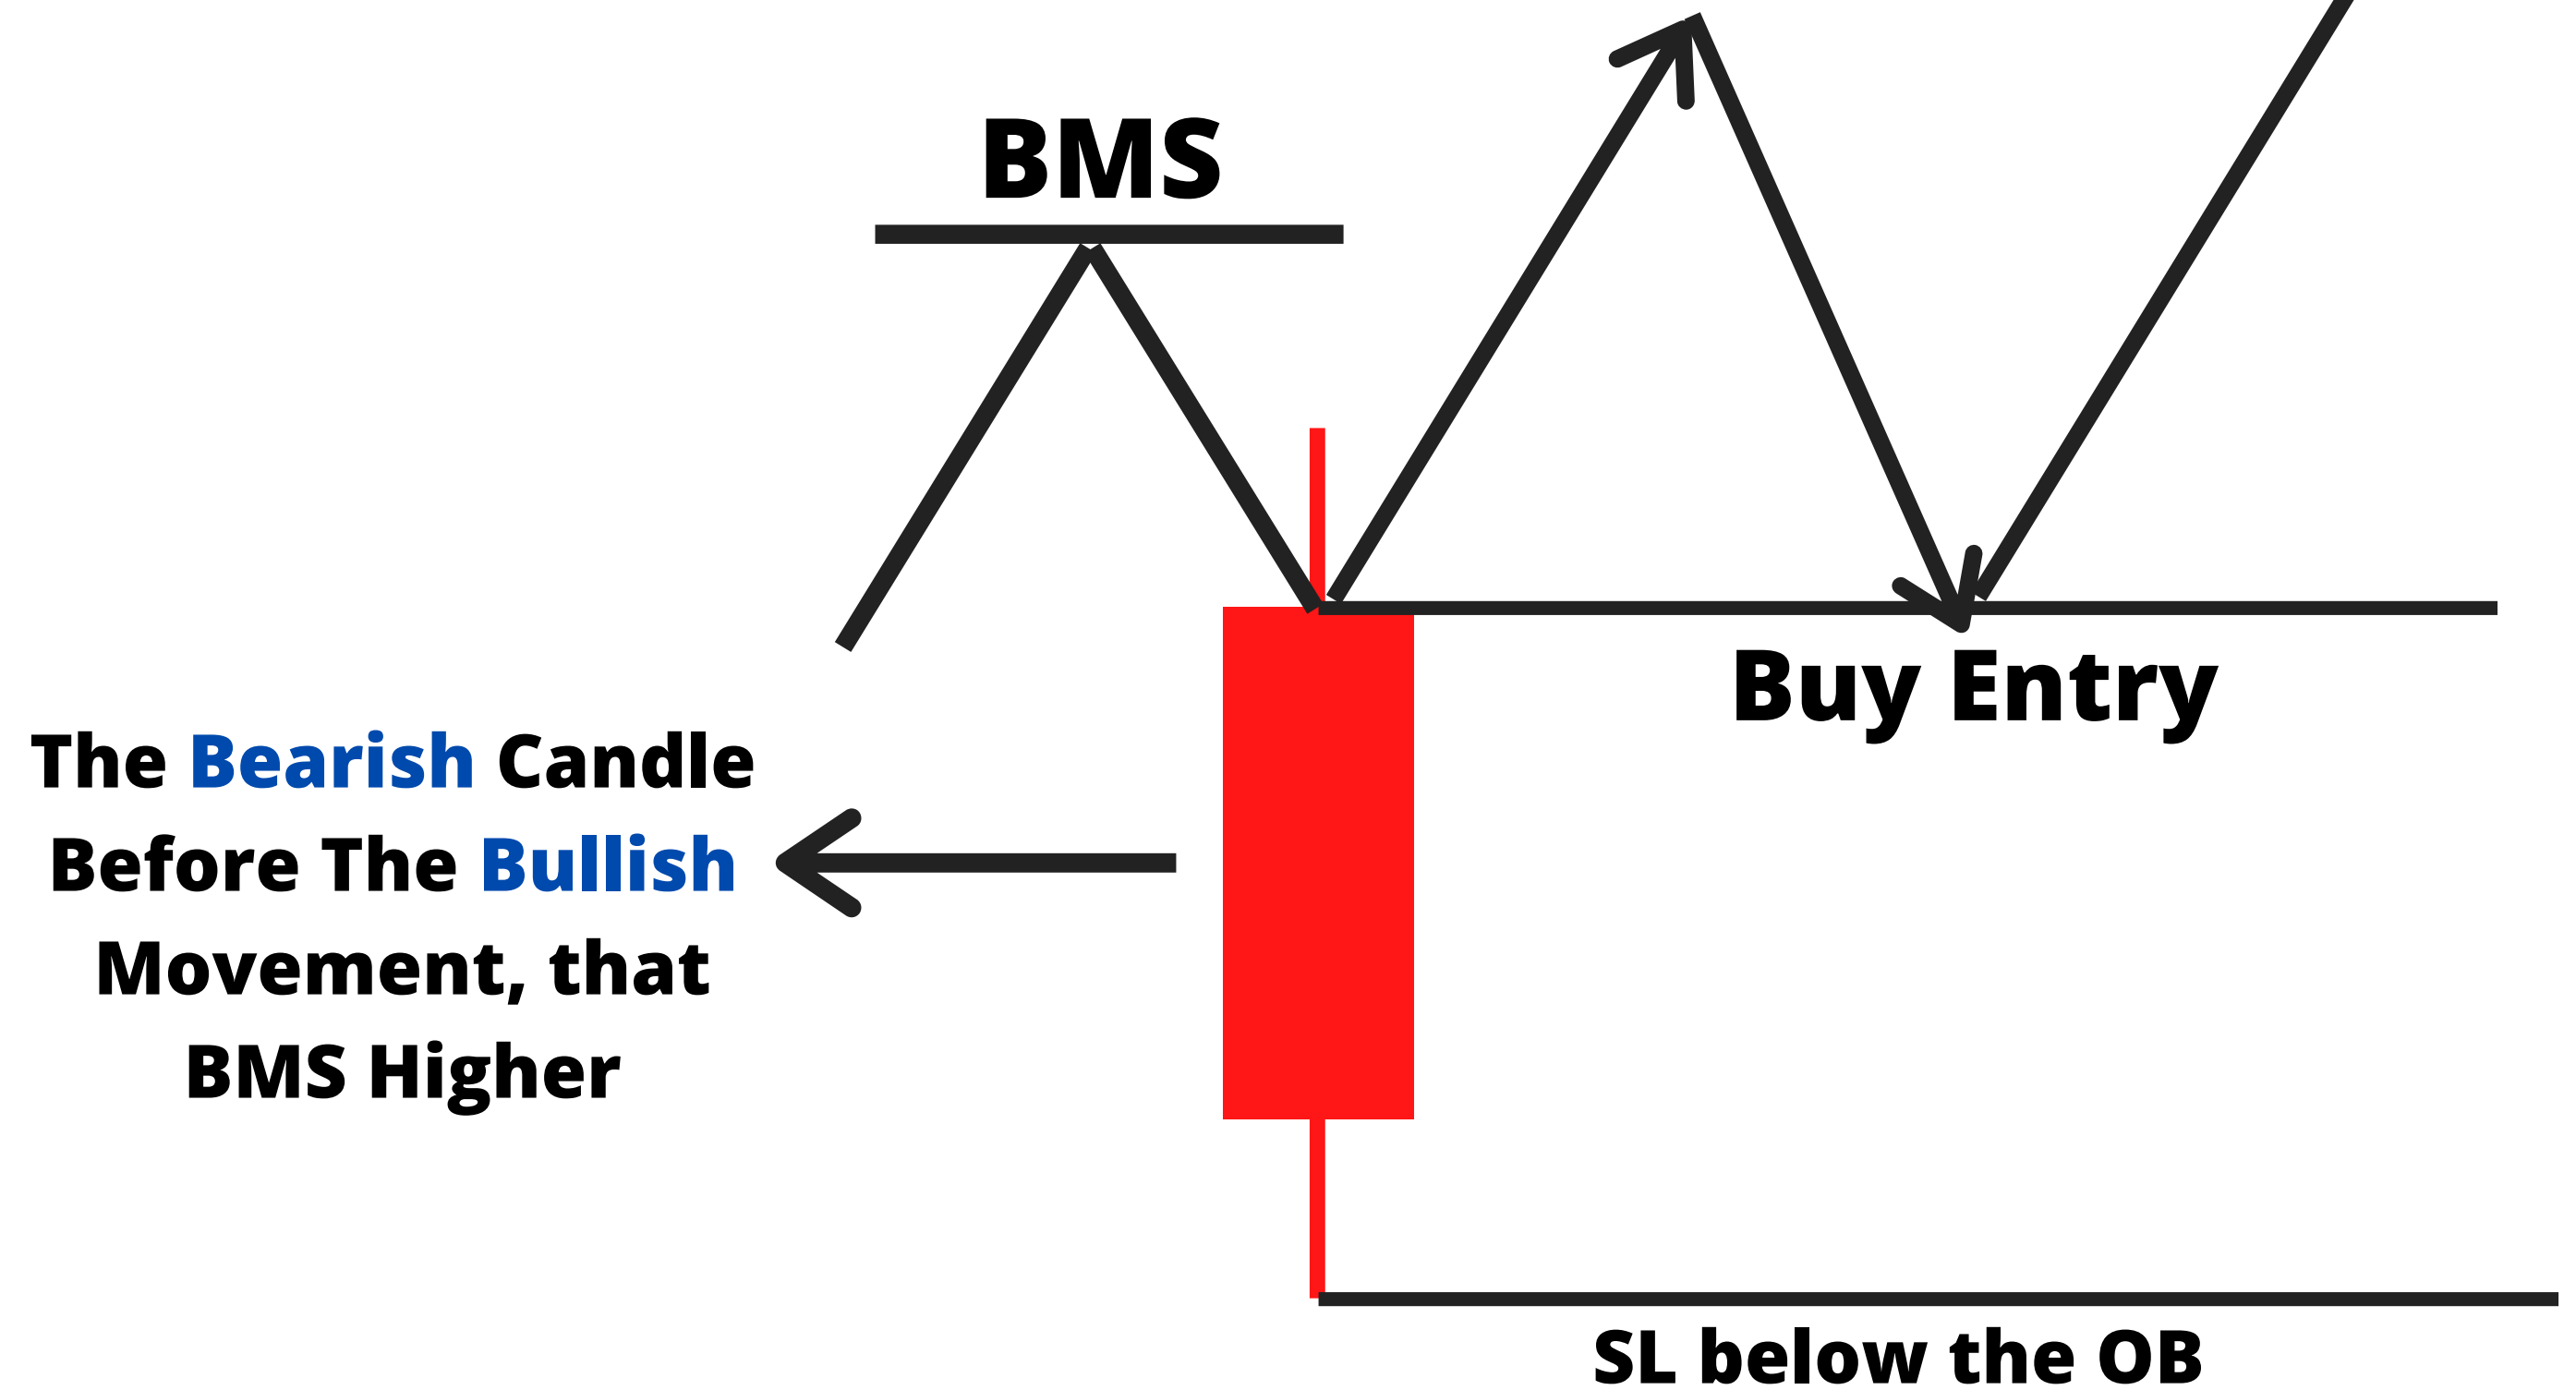 BMS
Buy Entry
The Bearish Candle
Before The Bullish
Movement, that
BMS Higher
SL below the OB